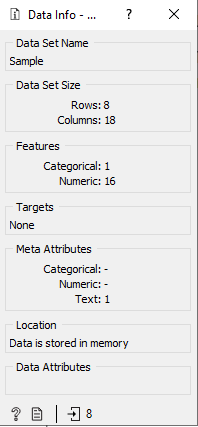 Data Info - ... ? ×
Data Set Name
Sample
Data Set Size
Rows: 8
Columns: 18
Features
Categorical: 1
Numeric: 16
Targets
None
Meta Attributes
Categorical: -
Numeric: -
Text: 1
Location
Data is stored in memory
Data Attributes
? 8